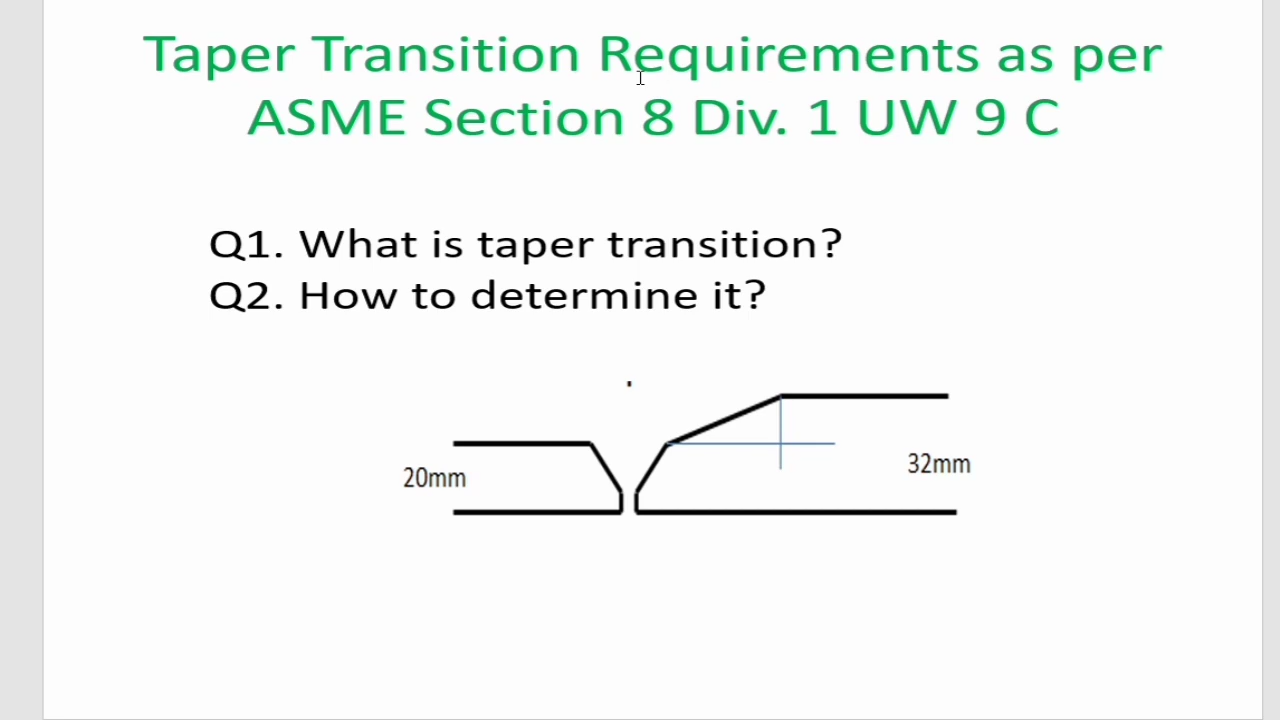 Taper Transition Requirements as per
ASME Section 8 Div. 1 UW 9 C
Q1. What is taper transition?
Q2. How to determine it?
20mm
32mm